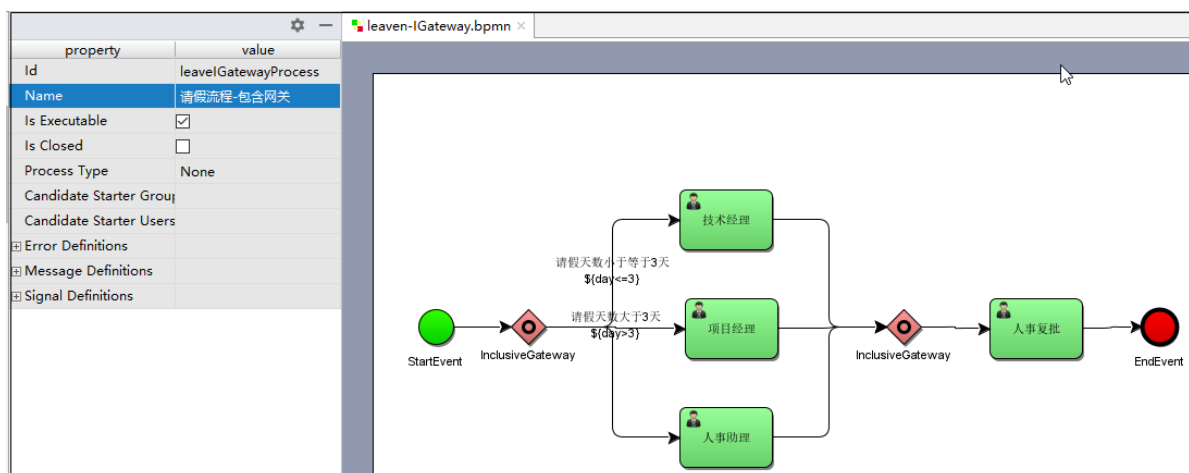 leaven-IGateway.bpmn
property value
Id leaveIGatewayProcess
Name 请假流程-包含网关
Is Executable
Is Closed
Process Type None
Candidate Starter Group
Candidate Starter Users
Error Definitions
Message Definitions
Signal Definitions
技术经理
请假天数小于等于3天
${day<=3}
请假天数大于3天
${day>3}
项目经理
人事复批
StartEvent
InclusiveGateway
InclusiveGateway
EndEvent
人事助理